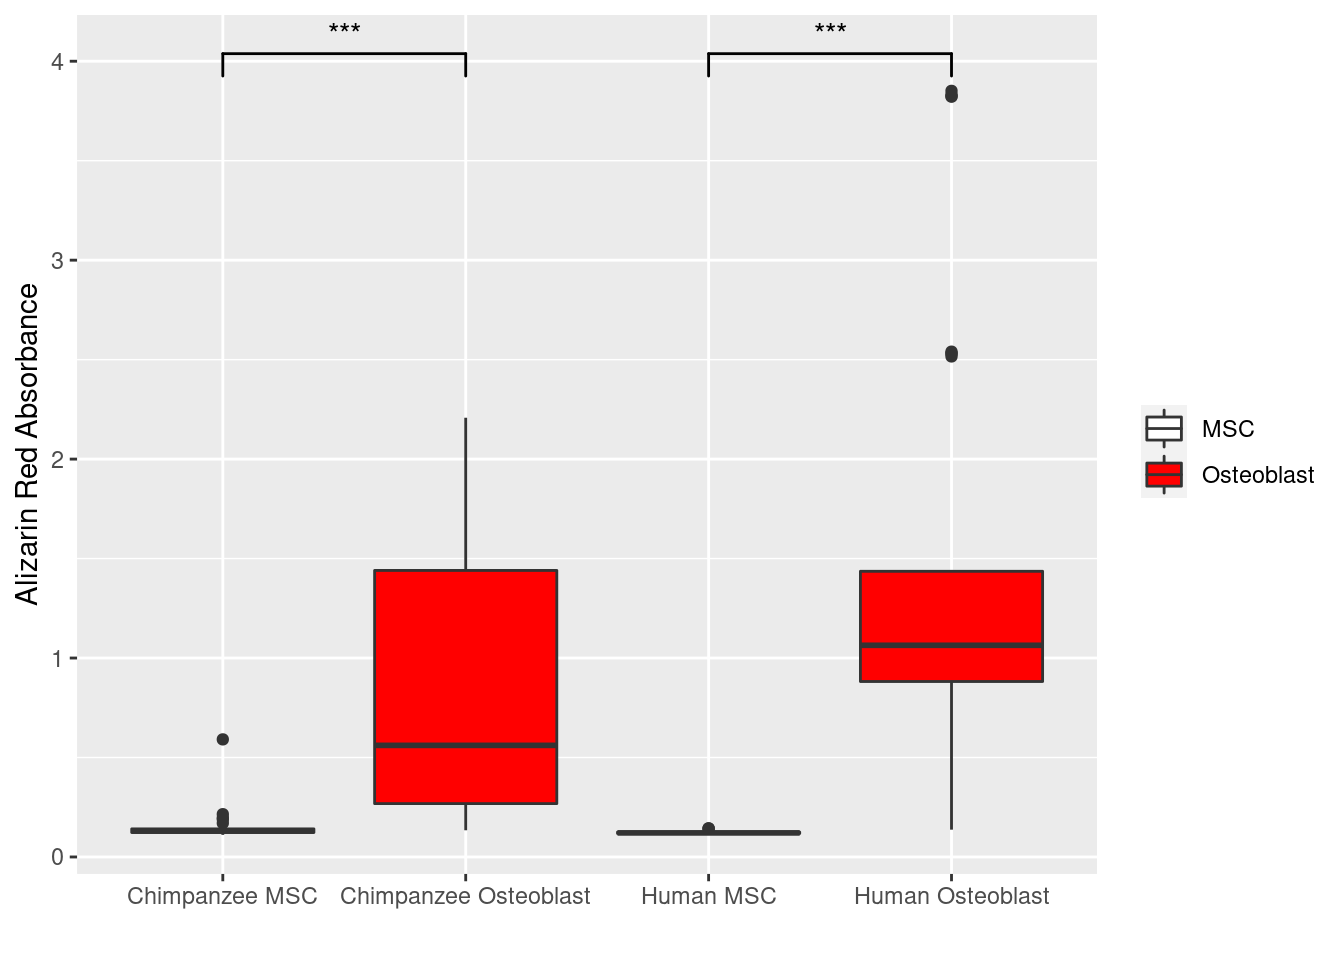 *** ***
4
3
2
1
0
Alizarin Red Absorbance
Chimpanzee MSC Chimpanzee Osteoblast Human MSC Human Osteoblast
MSC
Osteoblast